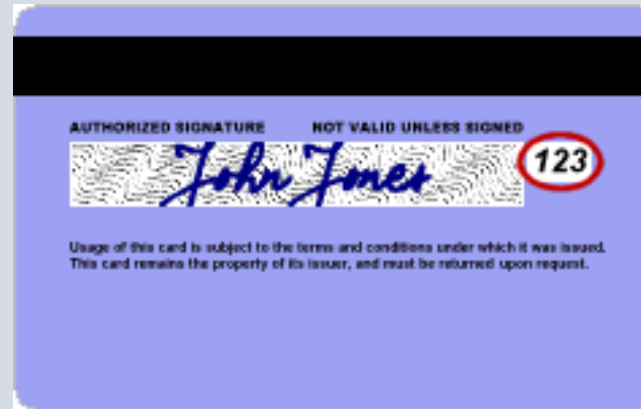 AUTHORIZED SIGNATURE NOT VALID UNLESS SIGNED
John Jones 123
Usage of this card is subject to the terms and conditions under which it was issued.
This card remains the property of its issuer, and must be returned upon request.